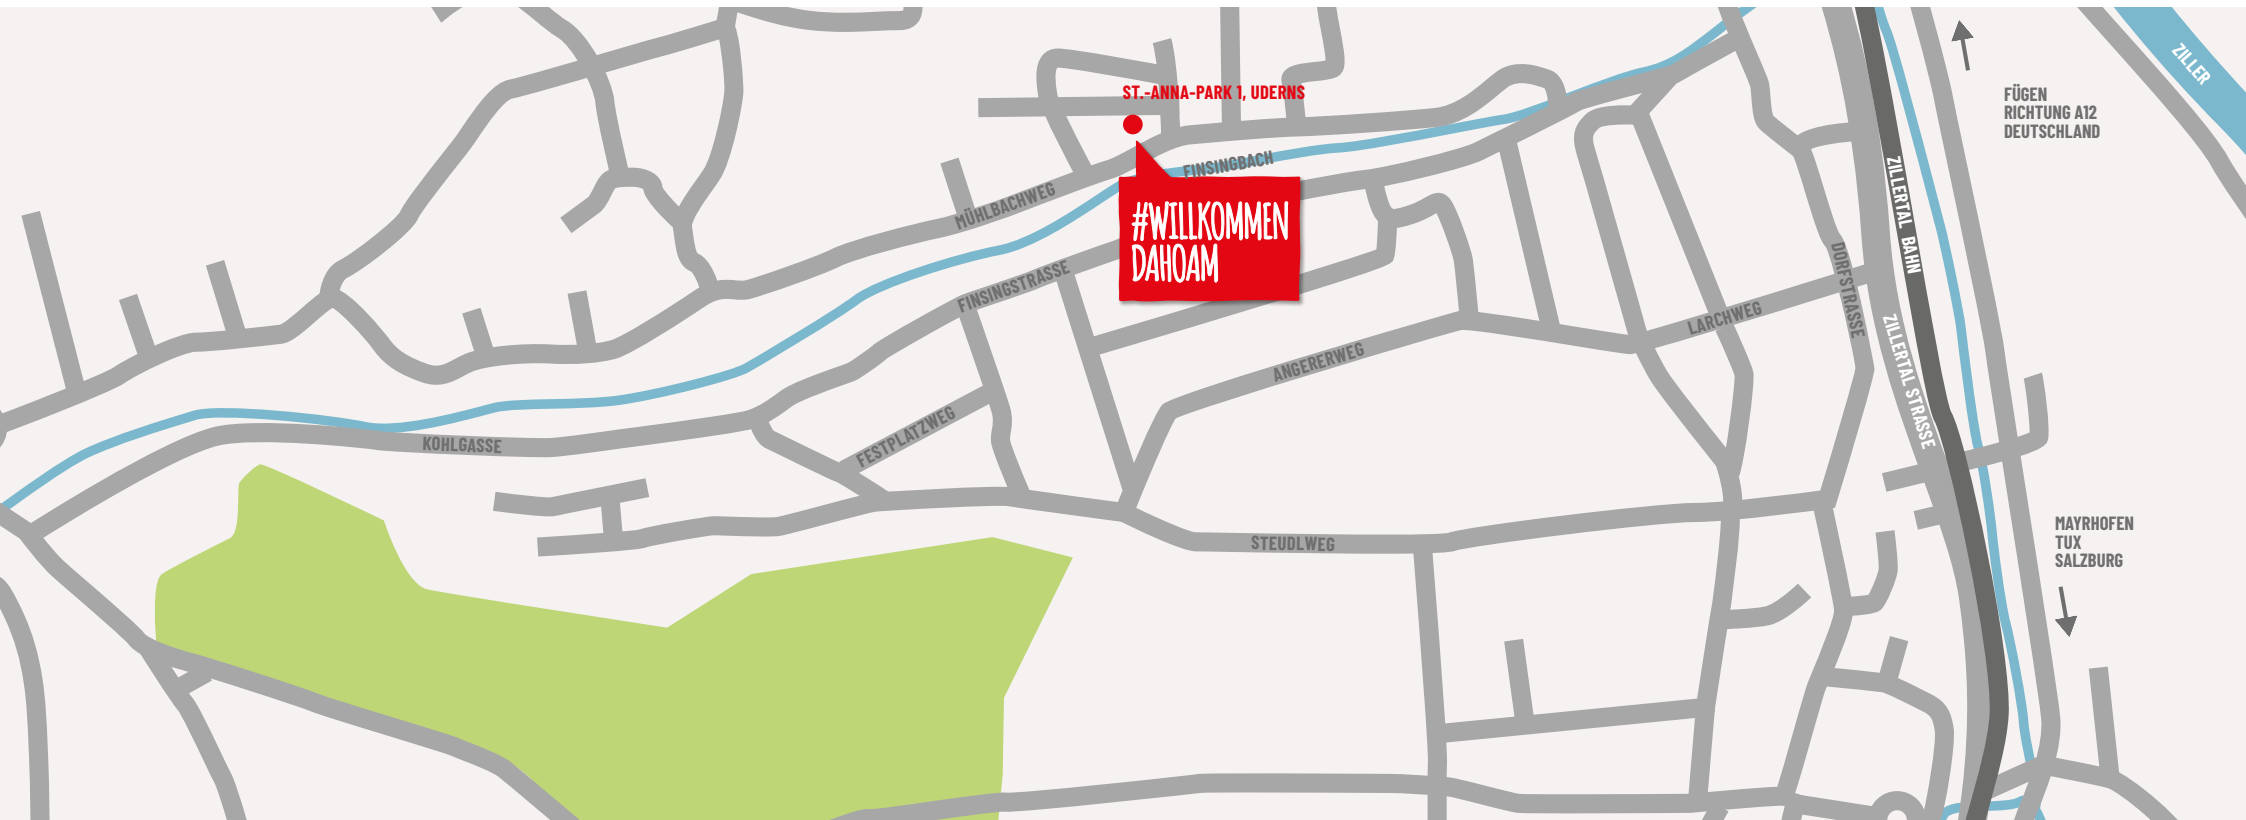 ZILLER
FÜGEN
RICHTUNG A12
DEUTSCHLAND
ST.-ANNA-PARK 1, UDERNS
FINSINGBACH
MÜHLBACHWEG
#WILLKOMMEN
DAHOAM
ZILLERTAL BAHN
DORFSTRASSE
FINSINGSTRASSE
LARCHWEG
ZILLERTAL STRASSE
ANGERERWEG
FESTPLATZWEG
KOHLGASSE
STEUDLWEG
MAYRHOFEN
TUX
SALZBURG